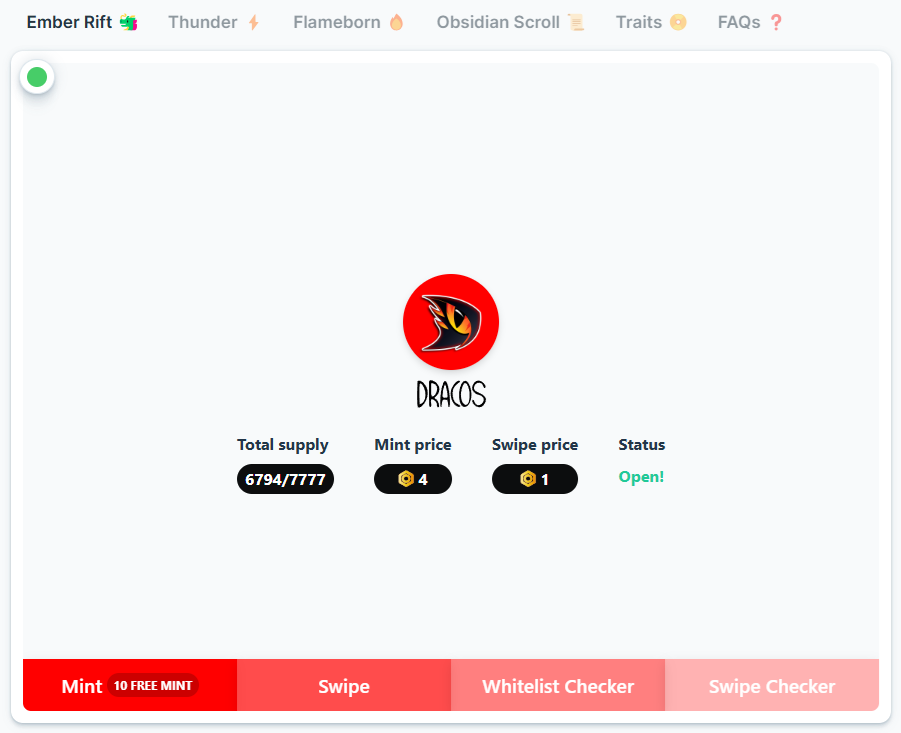 Ember Rift Thunder Flameborn Obsidian Scroll Traits FAQs ❓
DRACOS
Total supply Mint price Swipe price Status
6794/7777 4 1 Open!
Mint 10 FREE MINT Swipe Whitelist Checker Swipe Checker